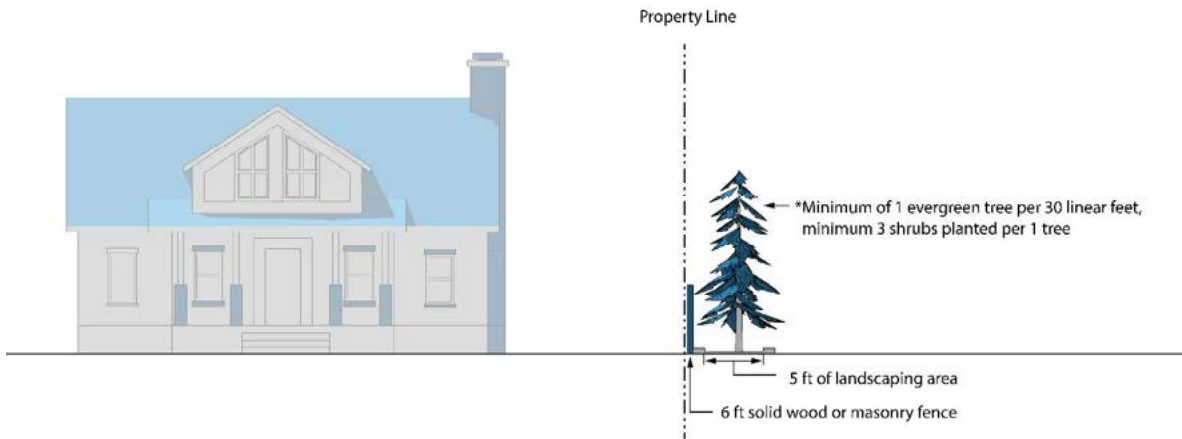 Property Line
*Minimum of 1 evergreen tree per 30 linear feet,
minimum 3 shrubs planted per 1 tree
5 ft of landscaping area
6 ft solid wood or masonry fence